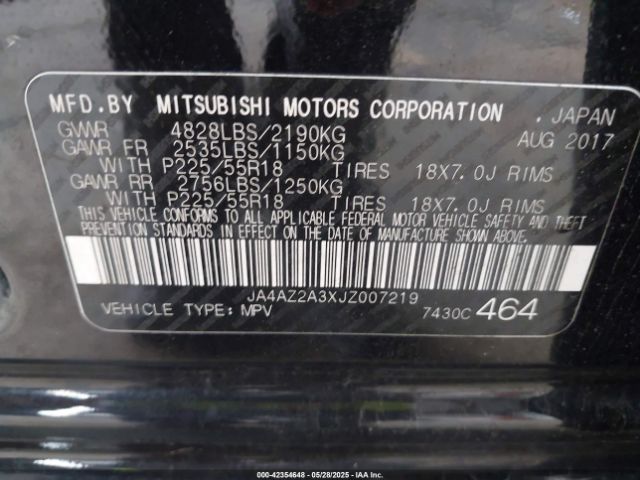 MFD.BY MITSUBISHI MOTORS CORPORATION . JAPAN
GVWR 4828LBS/2190KG AUG 2017
GAWR FR 2535LBS/1150KG
WITH P225/55R18 TIRES 18X7.0J RIMS
GAWR RR 2756LBS/1250KG
WITH P225/55R18 TIRES 18X7.0J RIMS
THIS VEHICLE CONFORMS TO ALL APPLICABLE FEDERAL MOTOR VEHICLE SAFETY AND THEFT
PREVENTION STANDARDS IN EFFECT ON THE DATE OF MANUFACTURE SHOWN ABOVE.
JA4AZ2A3XJZ007219
VEHICLE TYPE: MPV 7430C 464
000-42354648 - 05/28/2025 - IAAI.CA